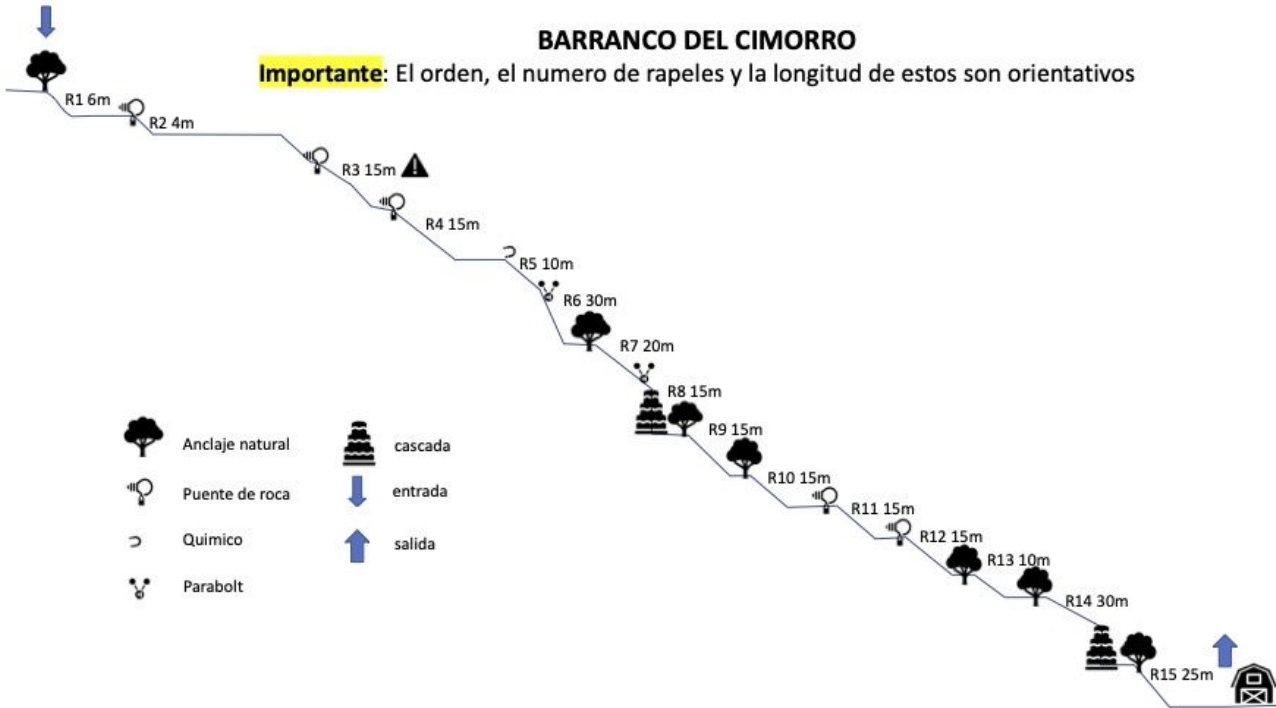 BARRANCO DEL CIMORRO
Importante: El orden, el numero de rapeles y la longitud de estos son orientativos
R1 6m
R2 4m
R3 15m
R4 15m
R5 10m
R6 30m
R7 20m
R8 15m
R9 15m
R10 15m
R11 15m
R12 15m
R13 10m
R14 30m
R15 25m
Anclaje natural
Puente de roca
Quimico
Parabolt
cascada
entrada
salida